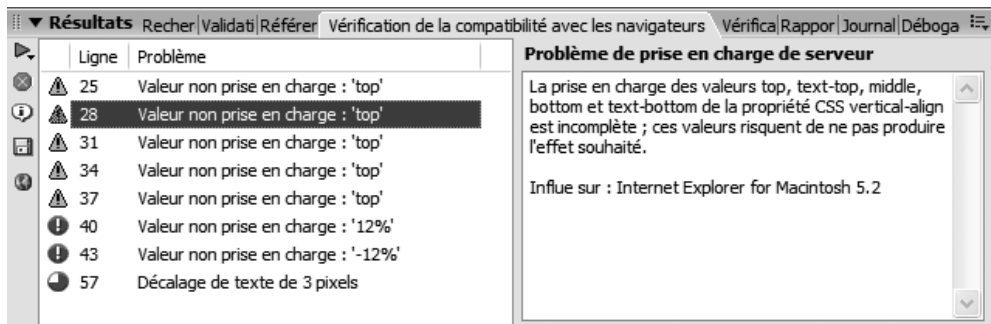 Résultats Recher Validati Référer Vérification de la compatibilité avec les navigateurs Vérifica Rappor Journal Déboga
Ligne Problème
25 Valeur non prise en charge : 'top'
28 Valeur non prise en charge : 'top'
31 Valeur non prise en charge : 'top'
34 Valeur non prise en charge : 'top'
37 Valeur non prise en charge : 'top'
40 Valeur non prise en charge : '12%'
43 Valeur non prise en charge : '-12%'
57 Décalage de texte de 3 pixels
Problème de prise en charge de serveur
La prise en charge des valeurs top, text-top, middle,
bottom et text-bottom de la propriété CSS vertical-align
est incomplète ; ces valeurs risquent de ne pas produire
l'effet souhaité.
Influe sur : Internet Explorer for Macintosh 5.2